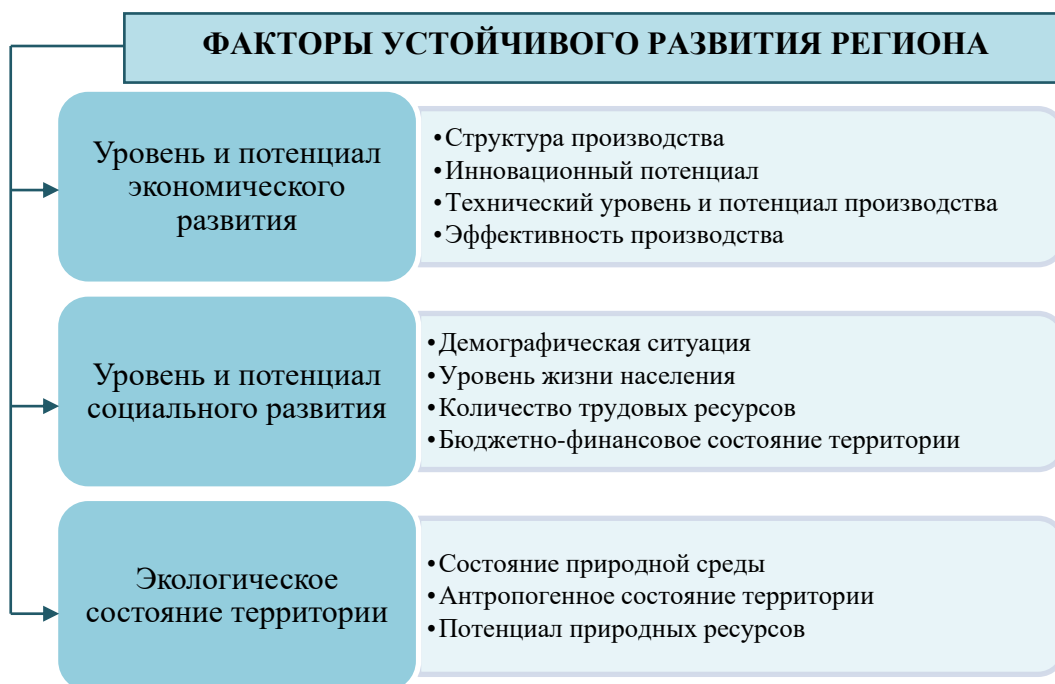 ФАКТОРЫ УСТОЙЧИВОГО РАЗВИТИЯ РЕГИОНА
Уровень и потенциал
экономического
развития
•Структура производства
•Инновационный потенциал
•Технический уровень и потенциал производства
•Эффективность производства
Уровень и потенциал
социального развития
•Демографическая ситуация
•Уровень жизни населения
•Количество трудовых ресурсов
•Бюджетно-финансовое состояние территории
Экологическое
состояние территории
•Состояние природной среды
•Антропогенное состояние территории
•Потенциал природных ресурсов